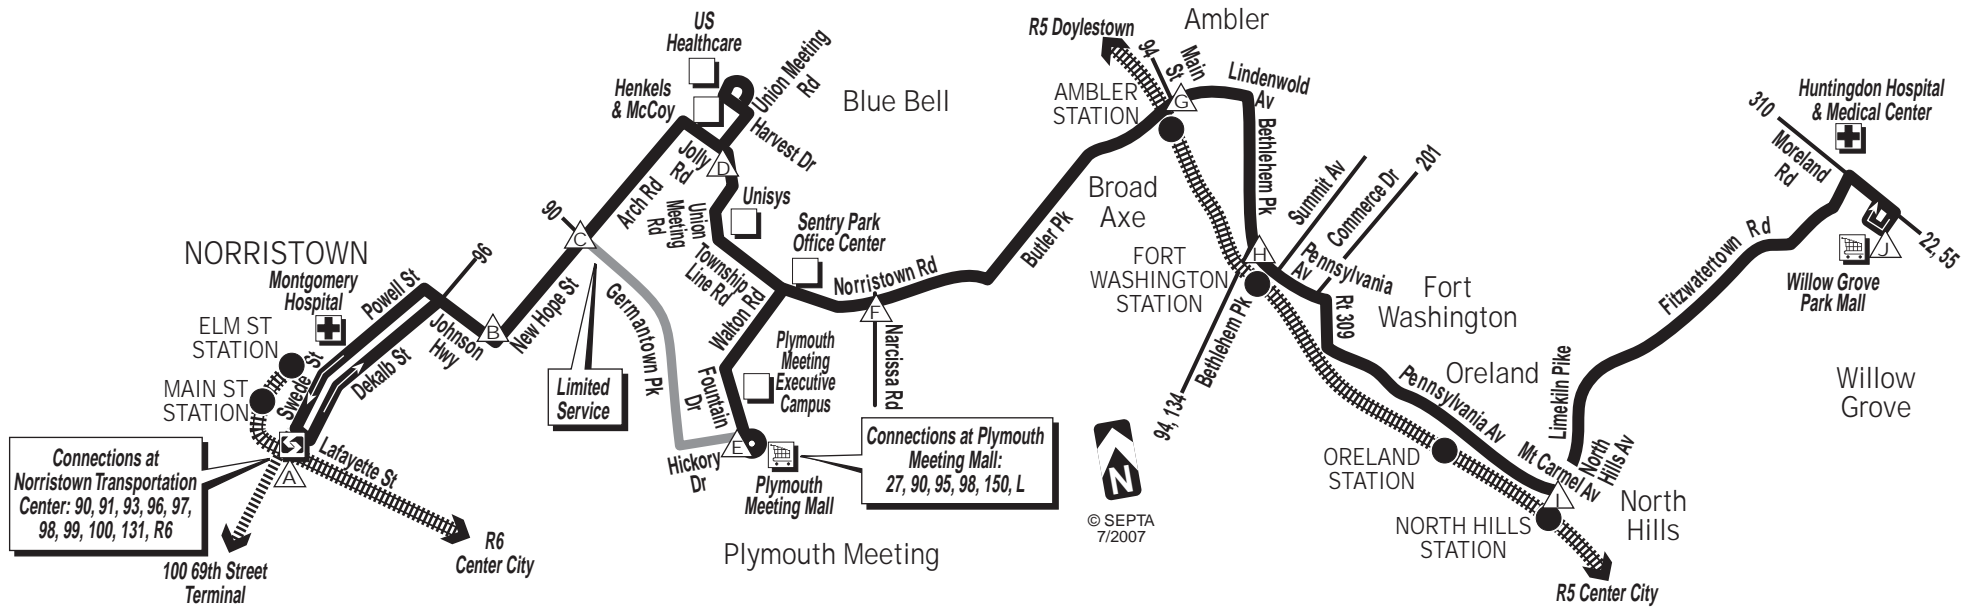 US
Healthcare
Henkels
& McCoy
Union Meeting
Rd
Harvest Dr
Blue Bell
Jolly
Rd
D
Arch Rd
Union
Meeting
Rd
Unisys
90
C
Sentry Park
Office Center
Township
Line Rd
Walton Rd
Norristown Rd
F
Narcissa Rd
NORRISTOWN
Montgomery
Hospital
Powell St
96
ELM ST
STATION
Johnson
Hwy
B
New Hope St
Germantown Pk
Limited
Service
MAIN ST
STATION
Swede St
Dekalb St
Lafayette St
A
Connections at
Norristown Transportation
Center: 90, 91, 93, 96, 97,
98, 99, 100, 131, R6
100 69th Street
Terminal
R6
Center City
Fountain
Dr
Plymouth
Meeting
Executive
Campus
Hickory
Dr
E
Plymouth
Meeting Mall
Connections at Plymouth
Meeting Mall:
27, 90, 95, 98, 150, L
Plymouth Meeting
R5 Doylestown
94
Main
St
Ambler
AMBLER
STATION
G
Lindenwold
Av
Bethlehem Pk
Broad
Axe
Butler Pk
FORT
WASHINGTON
STATION
H
Summit Av
Commerce Dr
201
Pennsylvania
Av
Rt 309
Fort
Washington
Bethlehem Pk
94, 134
N
© SEPTA
7/2007
Oreland
Pennsylvania Av
ORELAND
STATION
Mt Carmel Av
I
NORTH HILLS
STATION
North
Hills
R5 Center City
North
Hills Av
Limekiln Pike
Fitzwatertown Rd
310
Moreland
Rd
Huntingdon Hospital
& Medical Center
J
22, 55
Willow Grove
Park Mall
Willow
Grove